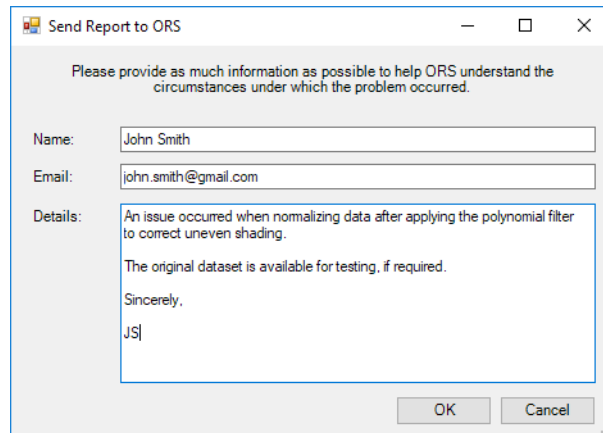 Send Report to ORS
Please provide as much information as possible to help ORS understand the
circumstances under which the problem occurred.
Name: John Smith
Email: john.smith@gmail.com
Details: An issue occurred when normalizing data after applying the polynomial filter
to correct uneven shading.
The original dataset is available for testing, if required.
Sincerely,
JS
OK Cancel